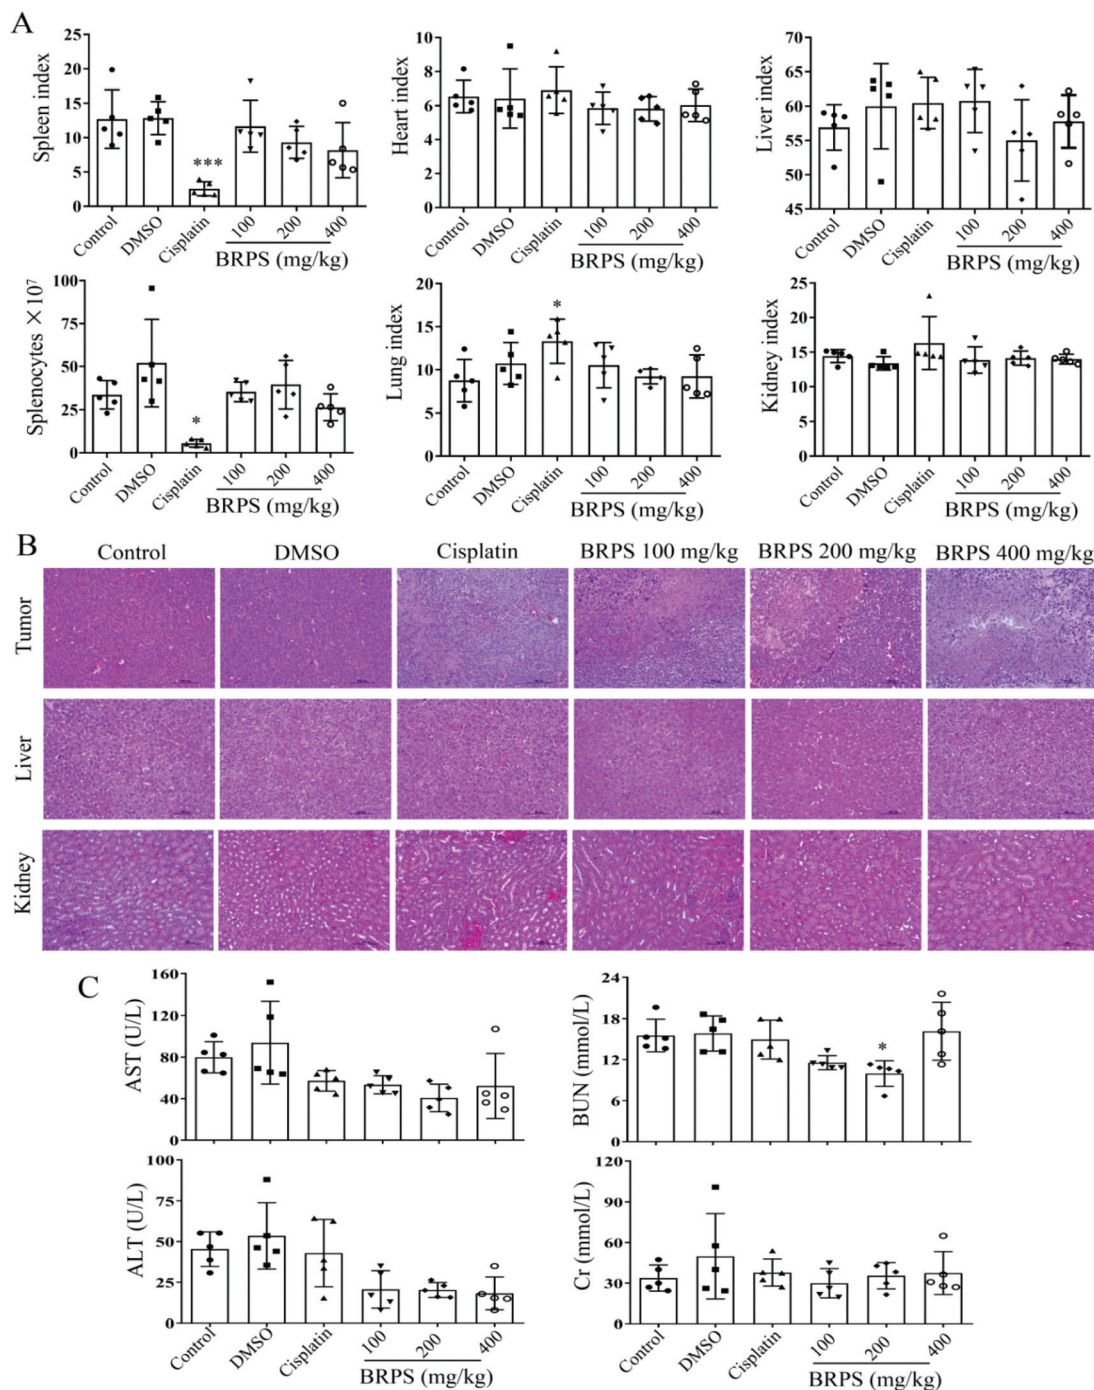 A
Spleen index
25
20
15
10
5
0
Control
DMSO
Cisplatin
100
200
400
BRPS (mg/kg)
***
Heart index
10
8
6
4
2
0
Control
DMSO
Cisplatin
100
200
400
BRPS (mg/kg)
Liver index
70
65
60
55
50
45
Control
DMSO
Cisplatin
100
200
400
BRPS (mg/kg)
Splenocytes ×10⁷
100
75
50
25
0
Control
DMSO
Cisplatin
100
200
400
BRPS (mg/kg)
*
Lung index
20
15
10
5
0
Control
DMSO
Cisplatin
100
200
400
BRPS (mg/kg)
*
Kidney index
25
20
15
10
5
0
Control
DMSO
Cisplatin
100
200
400
BRPS (mg/kg)
B
Control
DMSO
Cisplatin
BRPS 100 mg/kg
BRPS 200 mg/kg
BRPS 400 mg/kg
Tumor
Liver
Kidney
C
AST (U/L)
160
120
80
40
0
BUN (mmol/L)
24
18
12
6
0
*
ALT (U/L)
100
75
50
25
0
Control
DMSO
Cisplatin
100
200
400
BRPS (mg/kg)
Cr (mmol/L)
120
90
60
30
0
Control
DMSO
Cisplatin
100
200
400
BRPS (mg/kg)